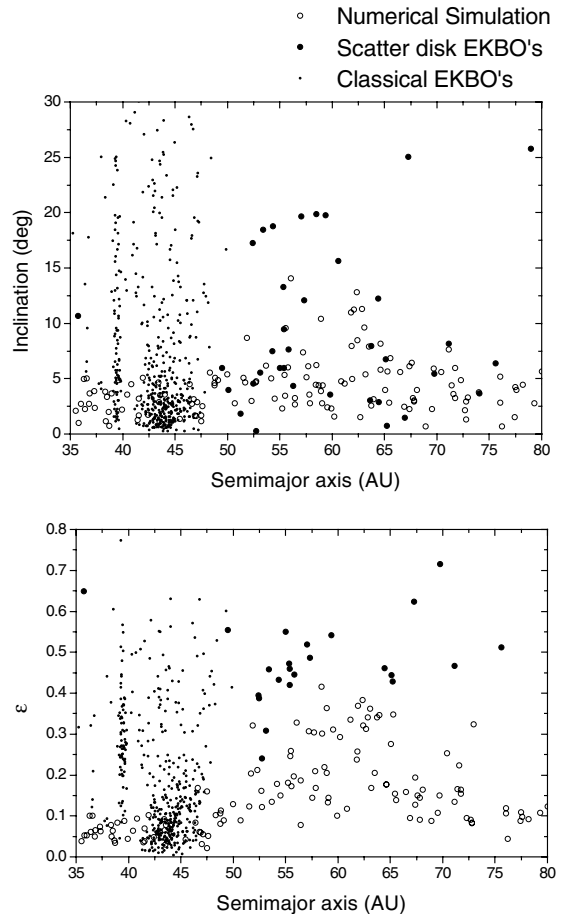 Numerical Simulation
Scatter disk EKBO's
Classical EKBO's
30
25
20
15
10
5
0
Inclination (deg)
35 40 45 50 55 60 65 70 75 80
Semimajor axis (AU)
0.8
0.7
0.6
0.5
0.4
0.3
0.2
0.1
0.0
ε
35 40 45 50 55 60 65 70 75 80
Semimajor axis (AU)